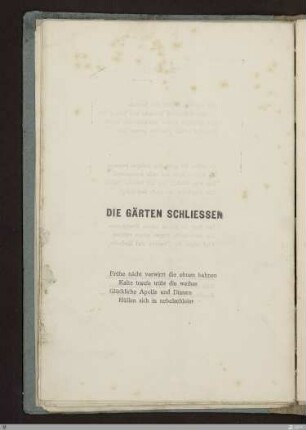 DIE GÄRTEN SCHLIESSEN
Frühe nacht verwirrt die ebnen bahnen
Kalte traufe trübt die weiher
Glückliche Apolle und Dianen
Hüllen sich in nebelschleier